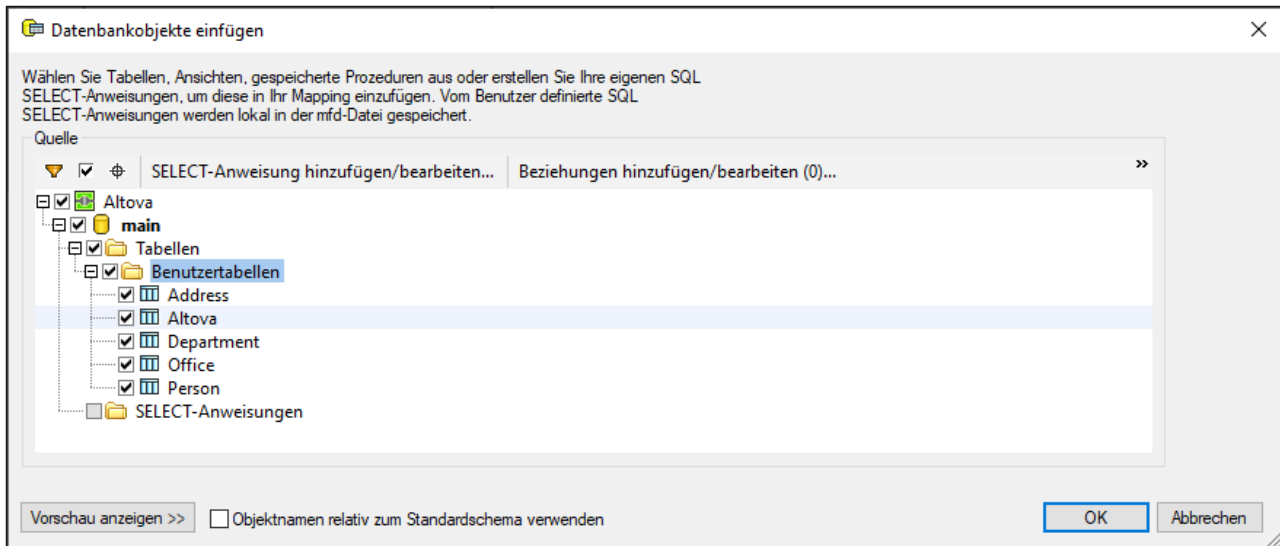 Datenbankobjekte einfügen
Wählen Sie Tabellen, Ansichten, gespeicherte Prozeduren aus oder erstellen Sie Ihre eigenen SQL
SELECT-Anweisungen, um diese in Ihr Mapping einzufügen. Vom Benutzer definierte SQL
SELECT-Anweisungen werden lokal in der mfd-Datei gespeichert.
Quelle
SELECT-Anweisung hinzufügen/bearbeiten... Beziehungen hinzufügen/bearbeiten (0)... »
Altova
main
Tabellen
Benutzertabellen
Address
Altova
Department
Office
Person
SELECT-Anweisungen
Vorschau anzeigen >> Objektnamen relativ zum Standardschema verwenden OK Abbrechen